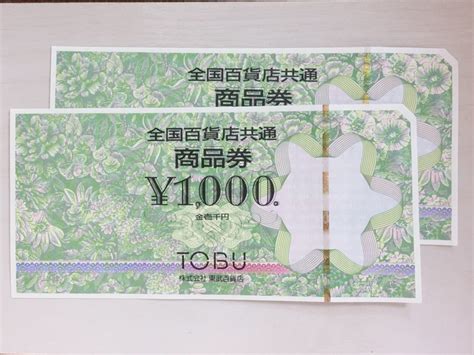 全国百貨店共通
商品券
全国百貨店共通
商品券
¥1,000.
金壱千円
TOBU
株式会社 東武百貨店